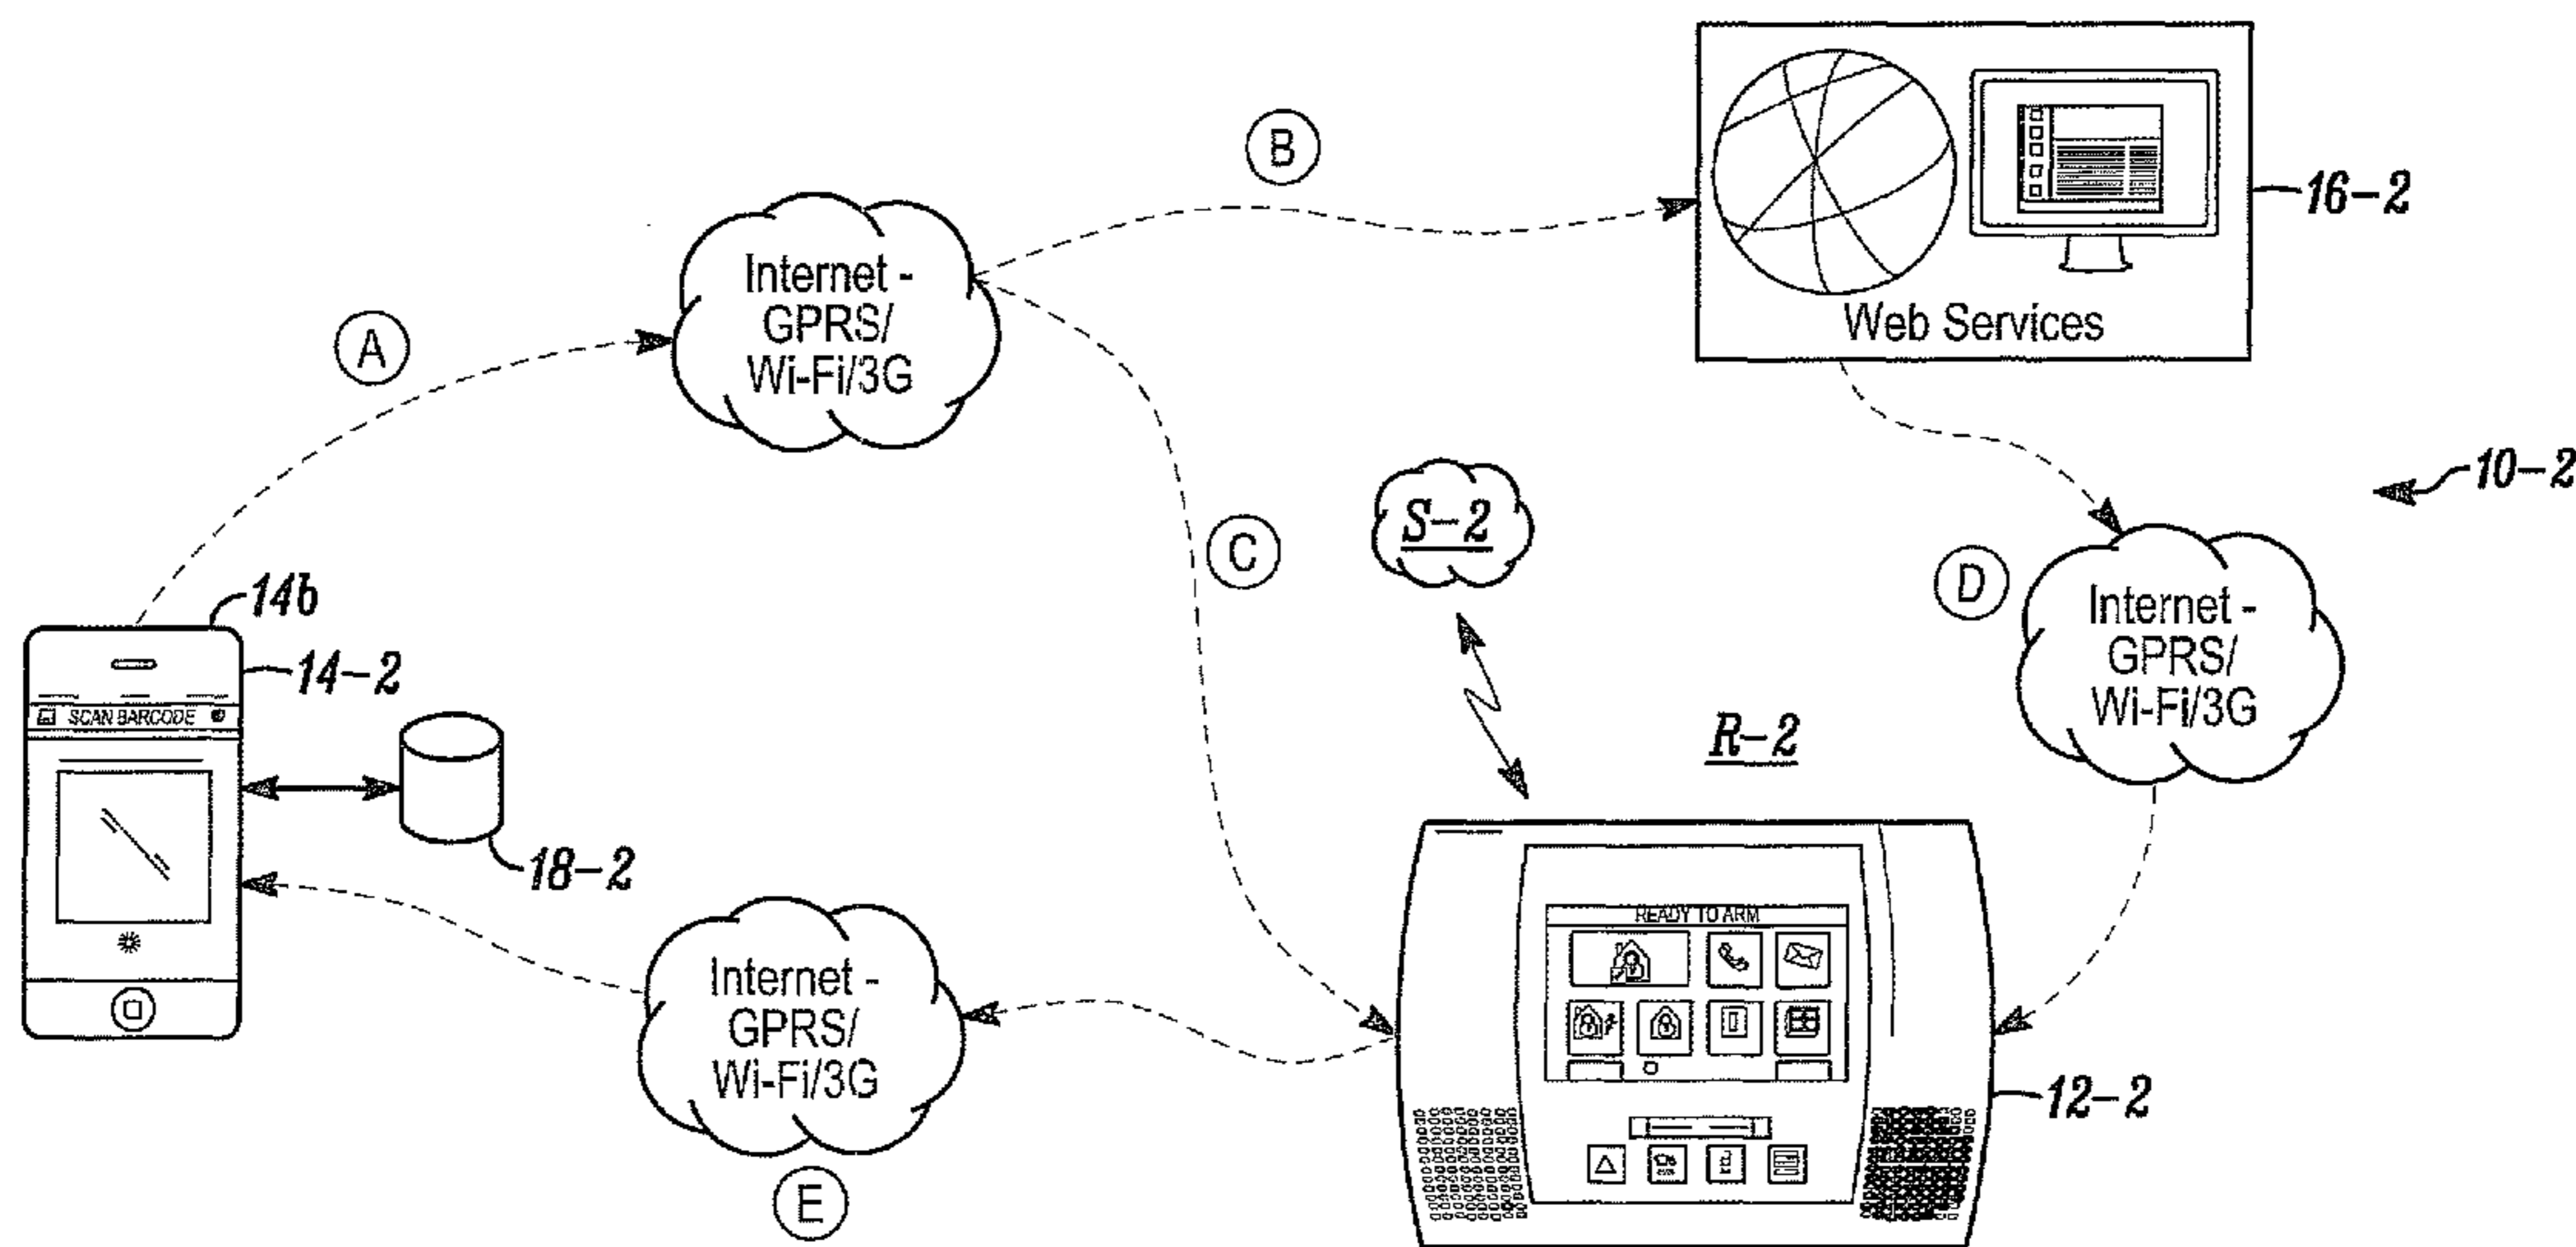 B
16-2
Internet -
GPRS/
Wi-Fi/3G
Web Services
A
10-2
S-2
C
D
Internet -
GPRS/
Wi-Fi/3G
14b
14-2
SCAN BARCODE
R-2
18-2
READY TO ARM
Internet -
GPRS/
Wi-Fi/3G
12-2
E